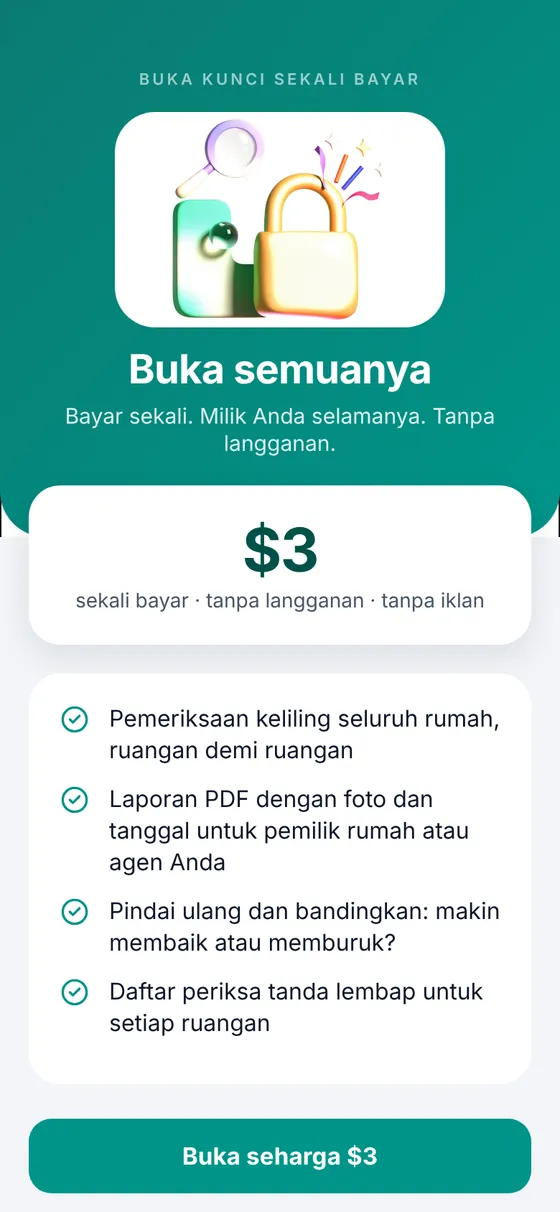 BUKA KUNCI SEKALI BAYAR
Buka semuanya
Bayar sekali. Milik Anda selamanya. Tanpa
langganan.
$3
sekali bayar · tanpa langganan · tanpa iklan
Pemeriksaan keliling seluruh rumah,
ruangan demi ruangan
Laporan PDF dengan foto dan
tanggal untuk pemilik rumah atau
agen Anda
Pindai ulang dan bandingkan: makin
membaik atau memburuk?
Daftar periksa tanda lembap untuk
setiap ruangan
Buka seharga $3